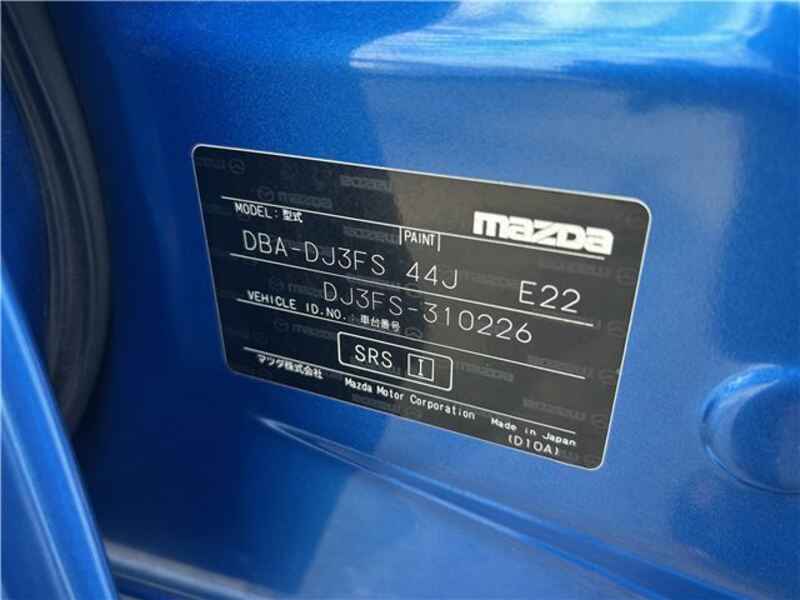 mazda
MODEL: 型式
PAINT
DBA-DJ3FS 44J E22
DJ3FS-310226
VEHICLE ID.NO.: 車台番号
SRS I
マツダ株式会社 Mazda Motor Corporation Made in Japan
(D10A)